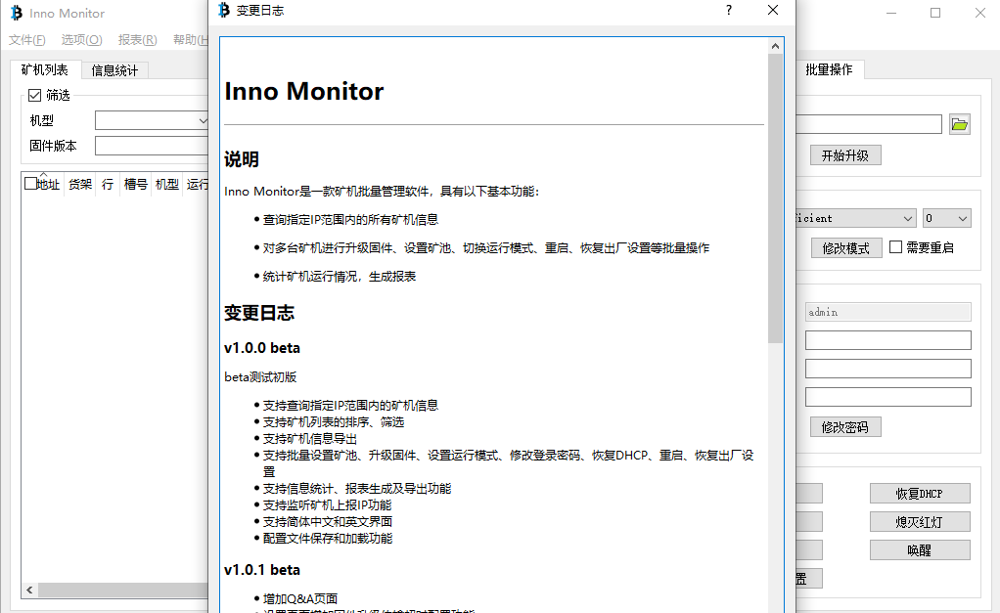 Inno Monitor
文件(F) 选项(O) 报表(R) 帮助(H
矿机列表 信息统计
筛选
机型
固件版本
地址 货架 行 槽号 机型 运行
变更日志
Inno Monitor
说明
Inno Monitor是一款矿机批量管理软件，具有以下基本功能：
查询指定IP范围内的所有矿机信息
对多台矿机进行升级固件、设置矿池、切换运行模式、重启、恢复出厂设置等批量操作
统计矿机运行情况，生成报表
变更日志
v1.0.0 beta
beta测试初版
支持查询指定IP范围内的矿机信息
支持矿机列表的排序、筛选
支持矿机信息导出
支持批量设置矿池、升级固件、设置运行模式、修改登录密码、恢复DHCP、重启、恢复出厂设
置
支持信息统计、报表生成及导出功能
支持监听矿机上报IP功能
支持简体中文和英文界面
配置文件保存和加载功能
v1.0.1 beta
增加Q&A页面
批量操作
开始升级
icient 0
修改模式 需要重启
admin
修改密码
恢复DHCP
熄灭红灯
唤醒
置